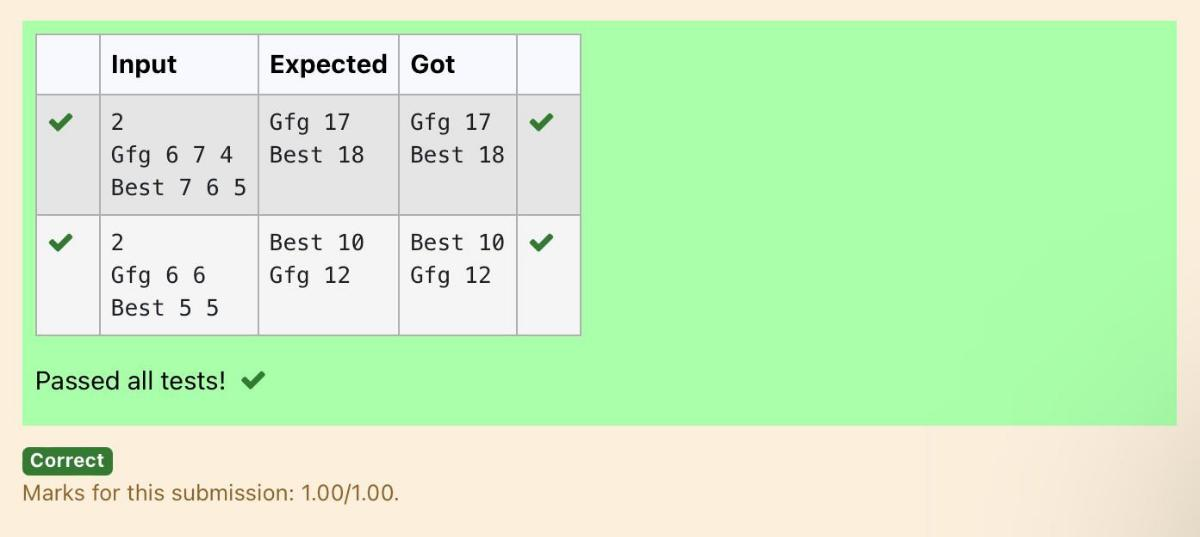 Input Expected Got
2 Gfg 17 Gfg 17
Gfg 6 7 4 Best 18 Best 18
Best 7 6 5
2 Best 10 Best 10
Gfg 6 6 Gfg 12 Gfg 12
Best 5 5
Passed all tests!
Correct
Marks for this submission: 1.00/1.00.